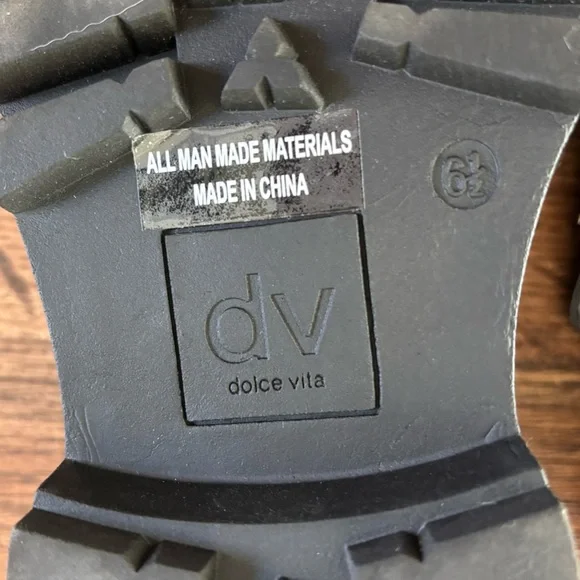 ALL MAN MADE MATERIALS
MADE IN CHINA
6½
dv
dolce vita